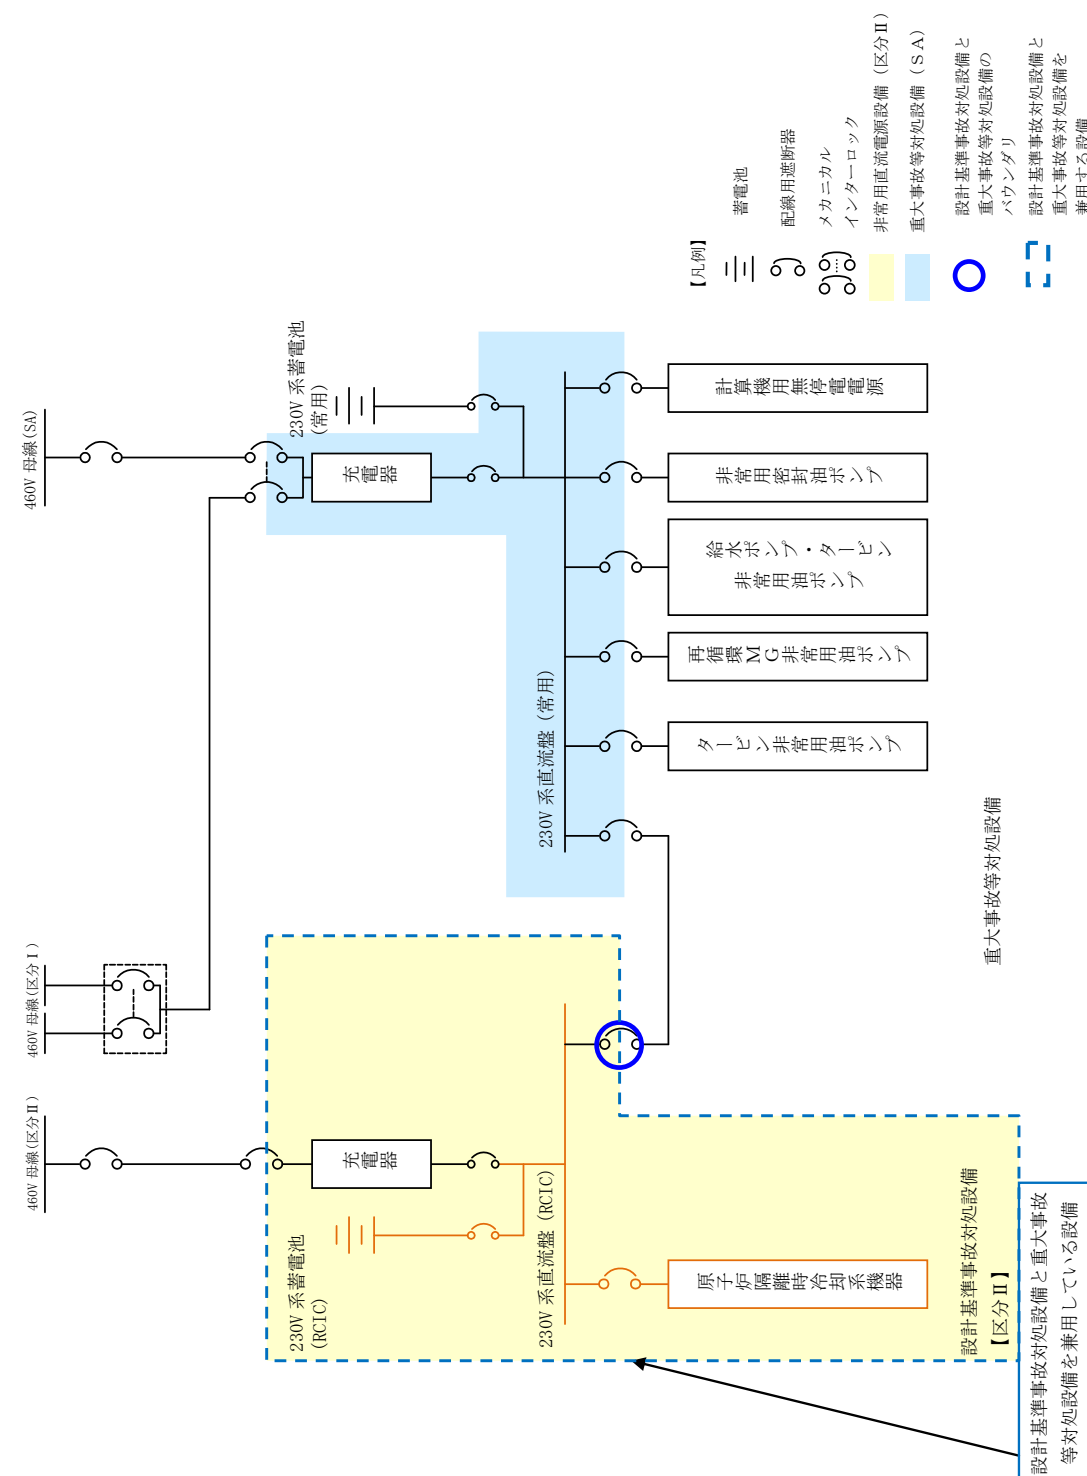 460V 母線(区分Ⅱ)
460V 母線(区分Ⅰ)
460V 母線(SA)
充電器
230V 系蓄電池
(RCIC)
230V 系直流盤 (RCIC)
原子炉隔離時冷却系機器
設計基準事故対処設備
【区分Ⅱ】
設計基準事故対処設備と重大事故
等対処設備を兼用している設備
230V 系蓄電池
(常用)
充電器
230V 系直流盤 (常用)
タービン非常用油ポンプ
再循環MG非常用油ポンプ
給水ポンプ・タービン
非常用油ポンプ
非常用密封油ポンプ
計算機用無停電電源
重大事故等対処設備
【凡例】
蓄電池
配線用遮断器
メカニカル
インターロック
非常用直流電源設備 (区分Ⅱ)
重大事故等対処設備 (SA)
設計基準事故対処設備と
重大事故等対処設備の
バウンダリ
設計基準事故対処設備と
重大事故等対処設備を
兼用する設備